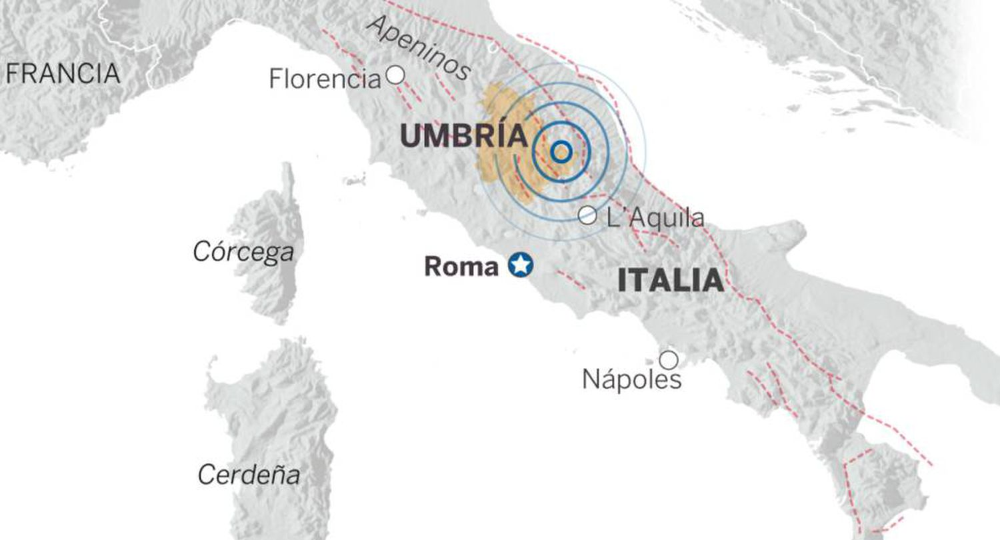 Apeninos
FRANCIA
Florencia
UMBRÍA
L'Aquila
Córcega
Roma
ITALIA
Nápoles
Cerdeña